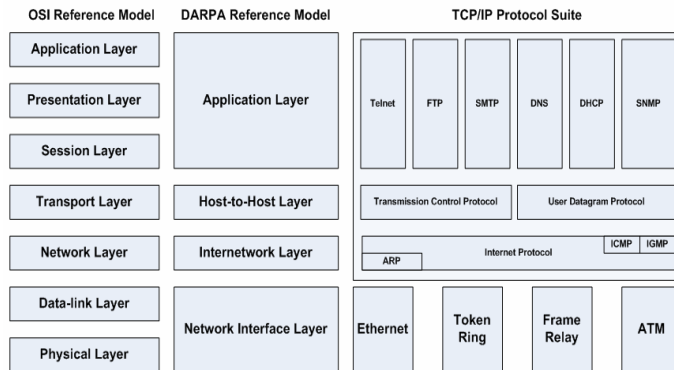 OSI Reference Model
DARPA Reference Model
TCP/IP Protocol Suite
Application Layer
Presentation Layer
Session Layer
Transport Layer
Network Layer
Data-link Layer
Physical Layer
Application Layer
Host-to-Host Layer
Internetwork Layer
Network Interface Layer
Telnet
FTP
SMTP
DNS
DHCP
SNMP
Transmission Control Protocol
User Datagram Protocol
Internet Protocol
ICMP
IGMP
ARP
Ethernet
Token
Ring
Frame
Relay
ATM